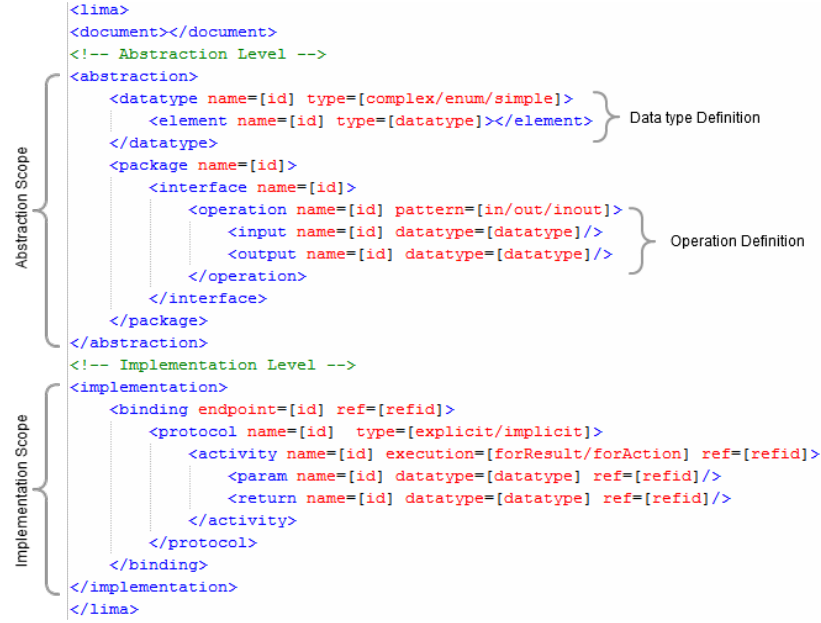 <lima>
<document></document>
<!-- Abstraction Level -->
<abstraction>
<datatype name=[id] type=[complex/enum/simple]>
<element name=[id] type=[datatype]></element>
</datatype>
Data type Definition
<package name=[id]>
<interface name=[id]>
<operation name=[id] pattern=[in/out/inout]>
<input name=[id] datatype=[datatype]/>
<output name=[id] datatype=[datatype]/>
</operation>
Operation Definition
</interface>
</package>
</abstraction>
Abstraction Scope
<!-- Implementation Level -->
<implementation>
<binding endpoint=[id] ref=[refid]>
<protocol name=[id]  type=[explicit/implicit]>
<activity name=[id] execution=[forResult/forAction] ref=[refid]>
<param name=[id] datatype=[datatype] ref=[refid]/>
<return name=[id] datatype=[datatype] ref=[refid]/>
</activity>
</protocol>
</binding>
</implementation>
Implementation Scope
</lima>